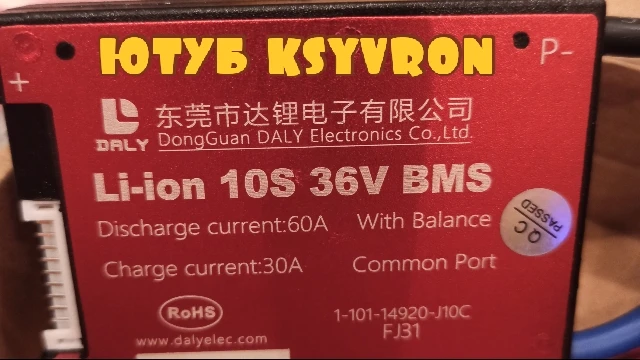 ЮТУБ KSYVRON
+
P-
东莞市达锂电子有限公司
DALY
DongGuan DALY Electronics Co.,Ltd.
Li-ion 10S 36V BMS
Discharge current:60A With Balance
Charge current:30A Common Port
QC
PASSED
RoHS
1-101-14920-J10C
FJ31
www.dalyelec.com